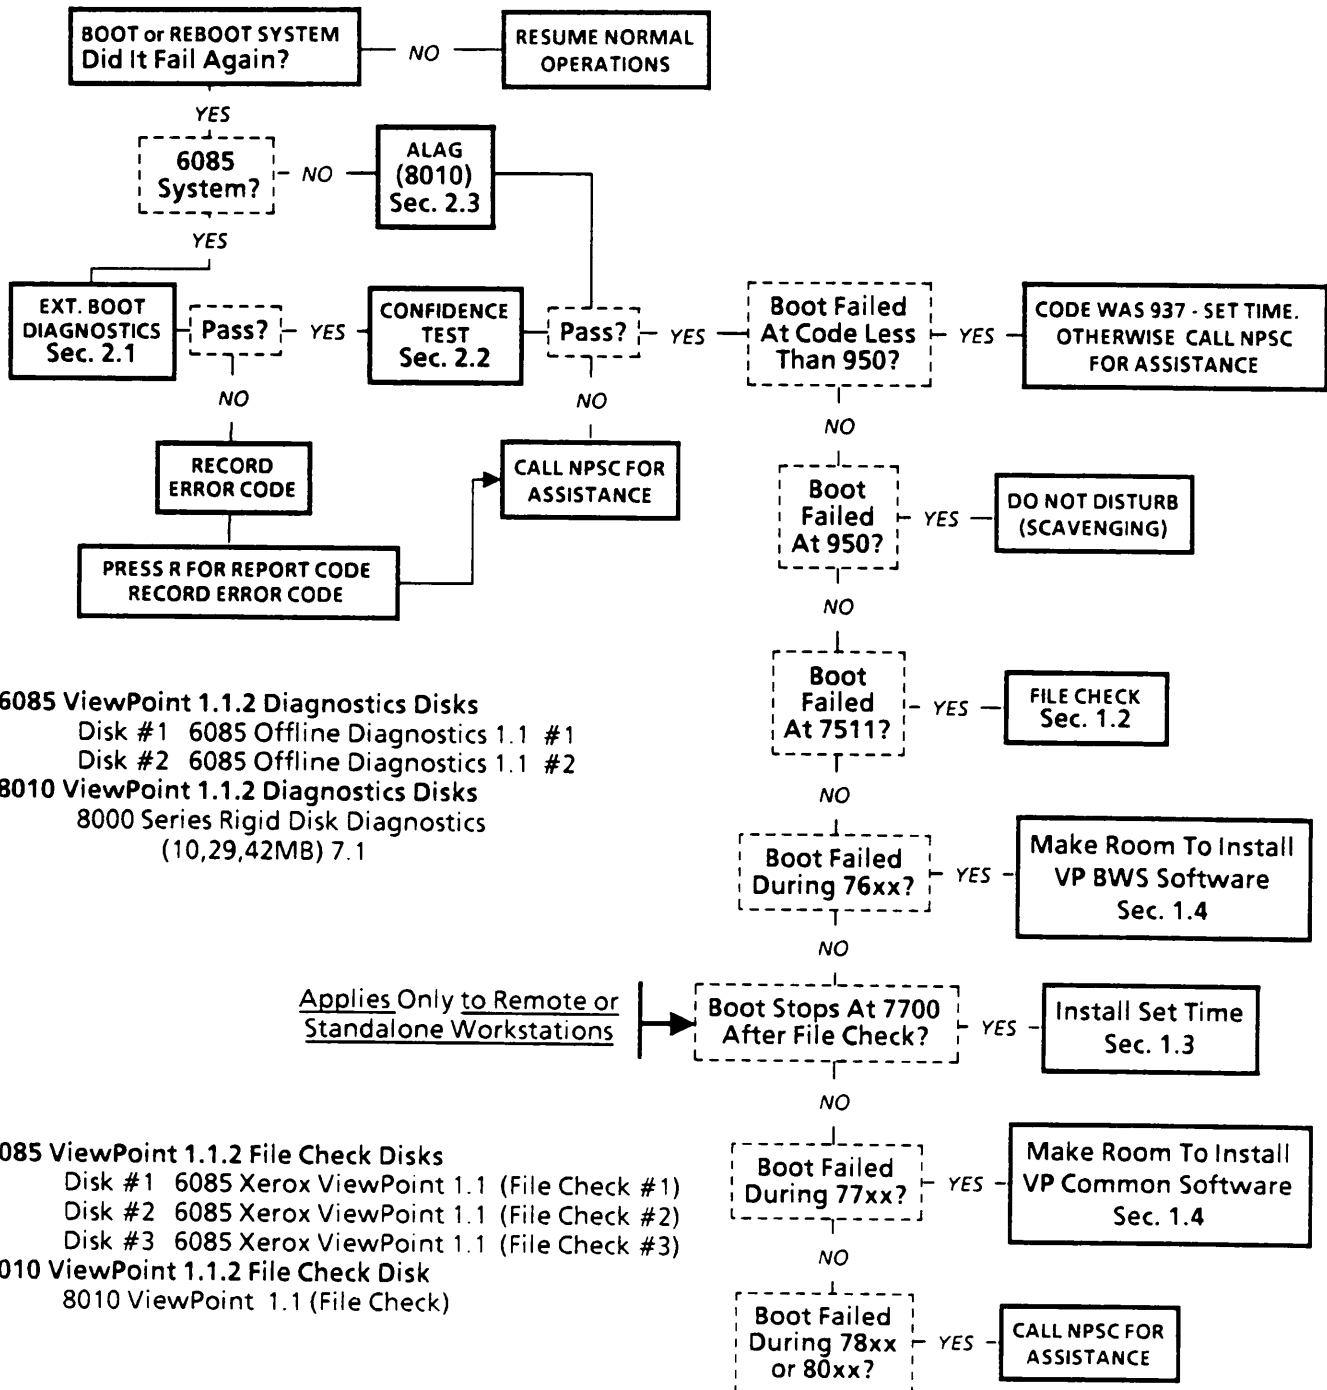 BOOT or REBOOT SYSTEM
Did It Fail Again?
NO
RESUME NORMAL
OPERATIONS
YES
6085
System?
NO
ALAG
(8010)
Sec. 2.3
YES
EXT. BOOT
DIAGNOSTICS
Sec. 2.1
Pass?
YES
CONFIDENCE
TEST
Sec. 2.2
Pass?
YES
Boot Failed
At Code Less
Than 950?
YES
CODE WAS 937 - SET TIME.
OTHERWISE CALL NPSC
FOR ASSISTANCE
NO
NO
NO
RECORD
ERROR CODE
CALL NPSC FOR
ASSISTANCE
Boot
Failed
At 950?
YES
DO NOT DISTURB
(SCAVENGING)
PRESS R FOR REPORT CODE
RECORD ERROR CODE
NO
Boot
Failed
At 7511?
YES
FILE CHECK
Sec. 1.2
6085 ViewPoint 1.1.2 Diagnostics Disks
Disk #1 6085 Offline Diagnostics 1.1 #1
Disk #2 6085 Offline Diagnostics 1.1 #2
8010 ViewPoint 1.1.2 Diagnostics Disks
8000 Series Rigid Disk Diagnostics
(10,29,42MB) 7.1
NO
Boot Failed
During 76xx?
YES
Make Room To Install
VP BWS Software
Sec. 1.4
NO
Applies Only to Remote or
Standalone Workstations
Boot Stops At 7700
After File Check?
YES
Install Set Time
Sec. 1.3
NO
085 ViewPoint 1.1.2 File Check Disks
Disk #1 6085 Xerox ViewPoint 1.1 (File Check #1)
Disk #2 6085 Xerox ViewPoint 1.1 (File Check #2)
Disk #3 6085 Xerox ViewPoint 1.1 (File Check #3)
010 ViewPoint 1.1.2 File Check Disk
8010 ViewPoint 1.1 (File Check)
Boot Failed
During 77xx?
YES
Make Room To Install
VP Common Software
Sec. 1.4
NO
Boot Failed
During 78xx
or 80xx?
YES
CALL NPSC FOR
ASSISTANCE